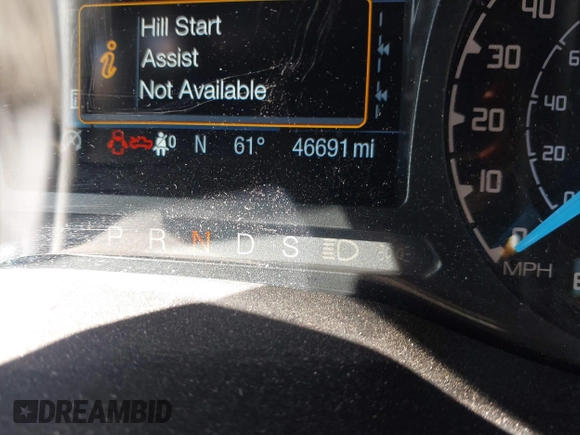 Hill Start
Assist
Not Available
N 61° 46691 mi
P R N D S
40
30
20
10
0
MPH
40
20
DREAMBID